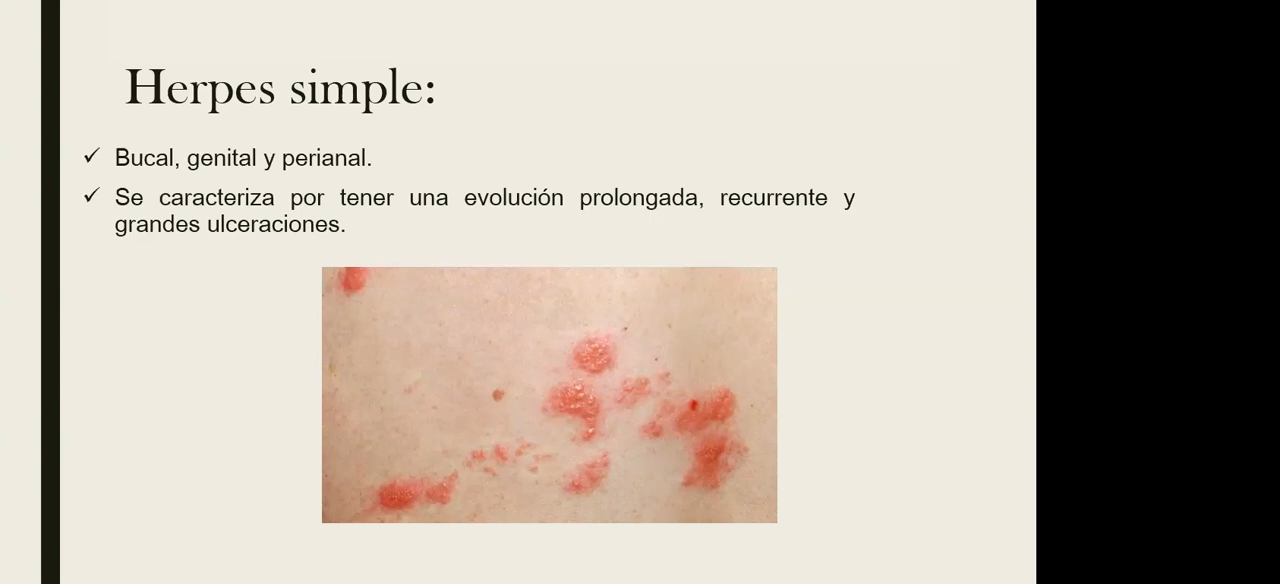 Herpes simple:
✓ Bucal, genital y perianal.
✓ Se caracteriza por tener una evolución prolongada, recurrente y
grandes ulceraciones.